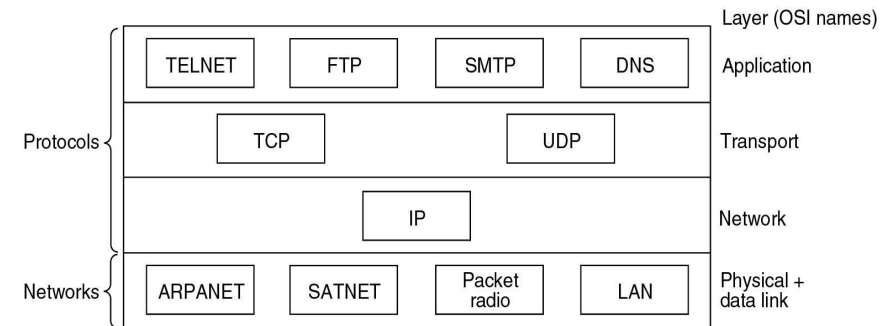 Layer (OSI names)
TELNET FTP SMTP DNS Application
Protocols TCP UDP Transport
IP Network
Networks ARPANET SATNET Packet radio LAN Physical + data link